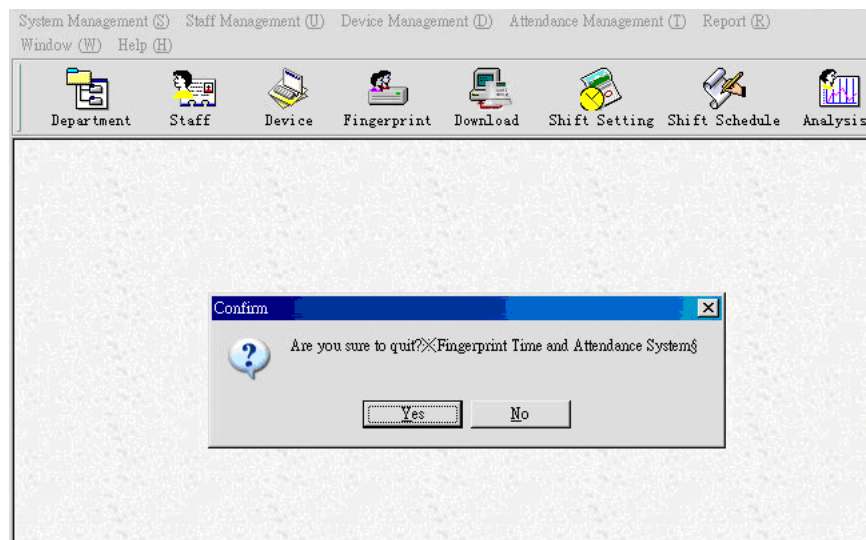 System Management (S) Staff Management (U) Device Management (D) Attendance Management (T) Report (R)
Window (W) Help (H)
Department Staff Device Fingerprint Download Shift Setting Shift Schedule Analysis
Confirm
Are you sure to quit?※Fingerprint Time and Attendance System§
Yes No